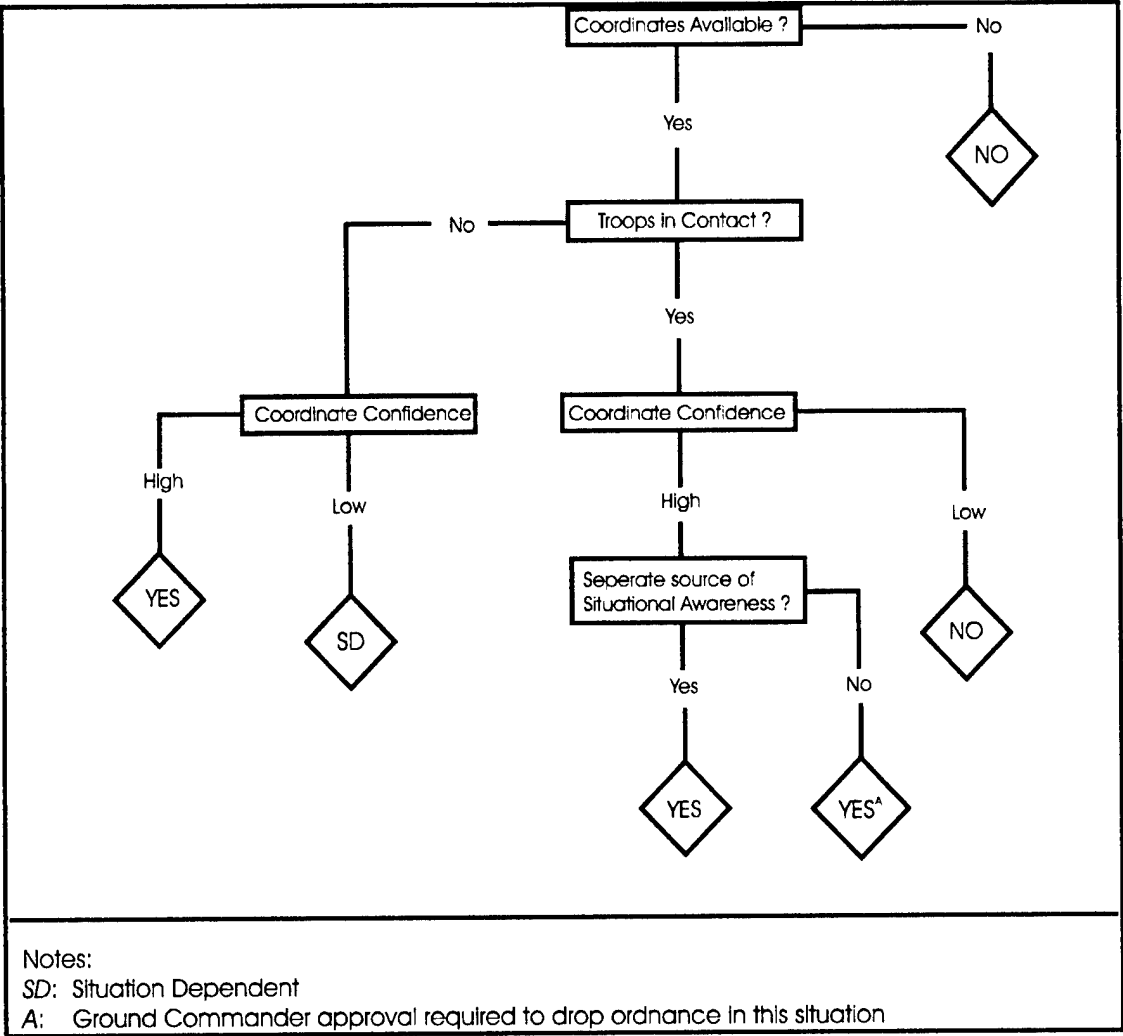 Coordinates Available ?
No
Yes
NO
Troops in Contact ?
No
Yes
Coordinate Confidence
Coordinate Confidence
High
Low
High
Low
Seperate source of
Situational Awareness ?
YES
SD
NO
Yes
No
YES
YESᴬ
Notes:
SD: Situation Dependent
A: Ground Commander approval required to drop ordnance in this situation